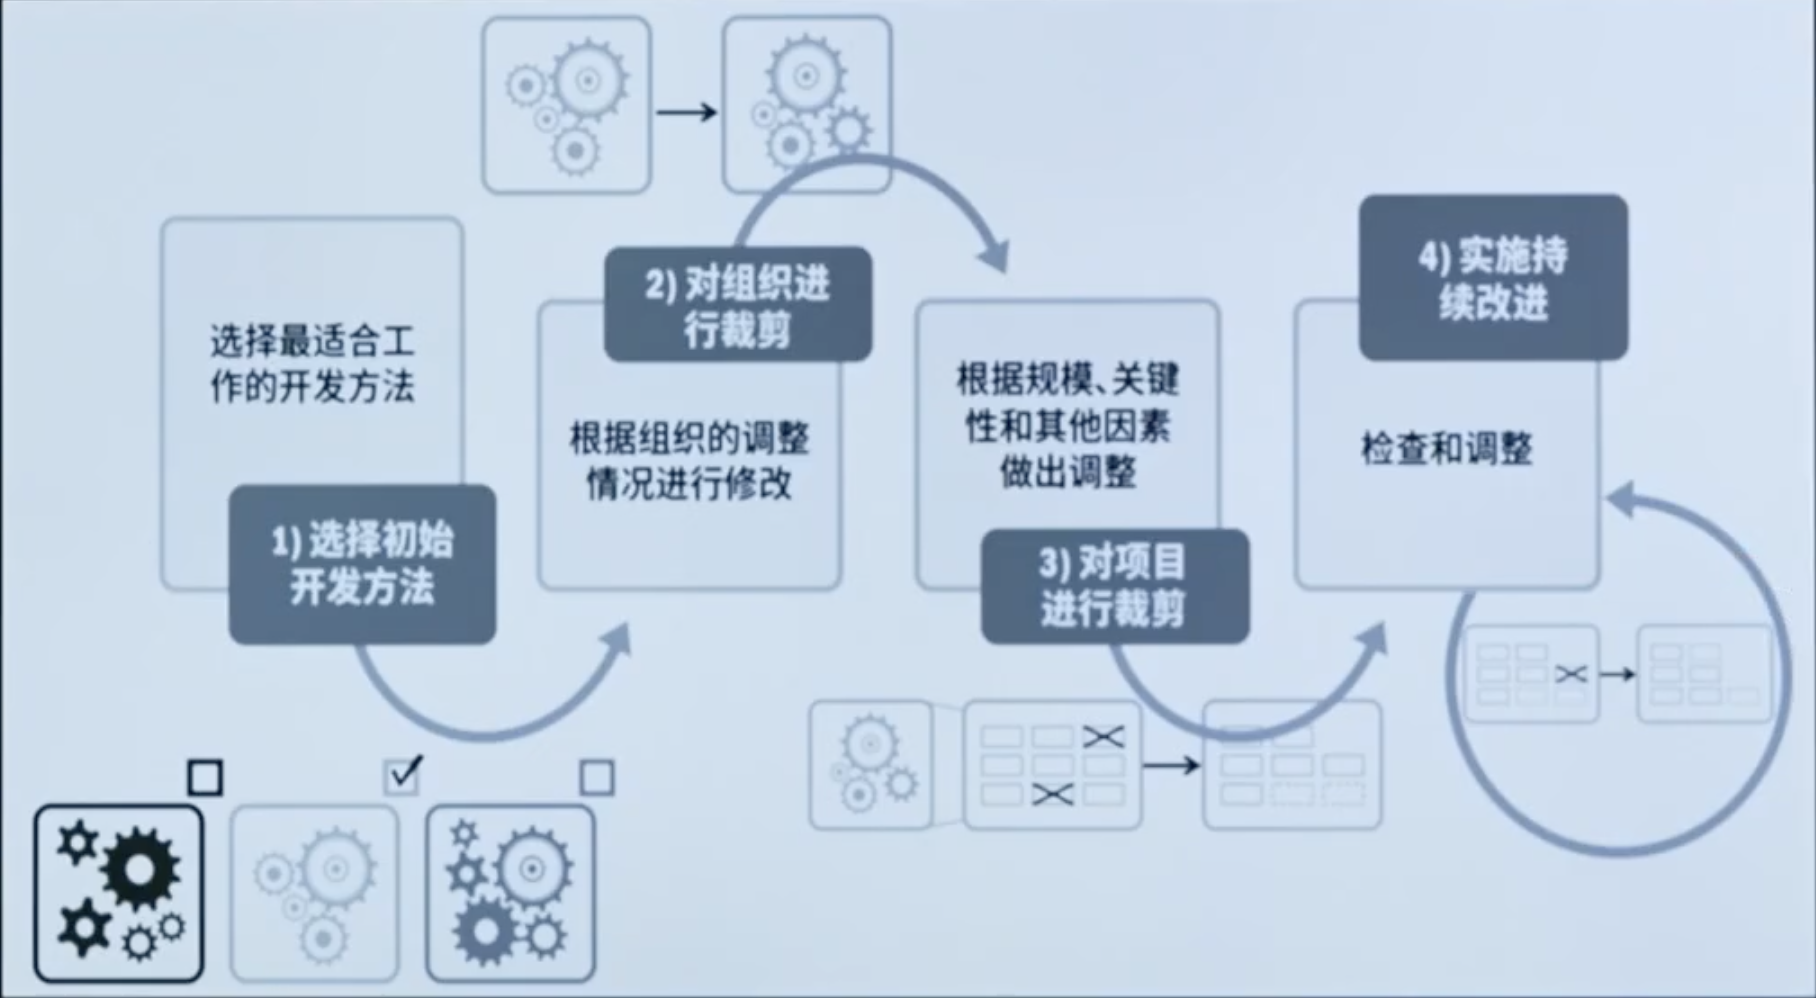 选择最适合工
作的开发方法
1) 选择初始
开发方法
2) 对组织进
行裁剪
根据组织的调整
情况进行修改
根据规模、关键
性和其他因素
做出调整
3) 对项目
进行裁剪
4) 实施持
续改进
检查和调整